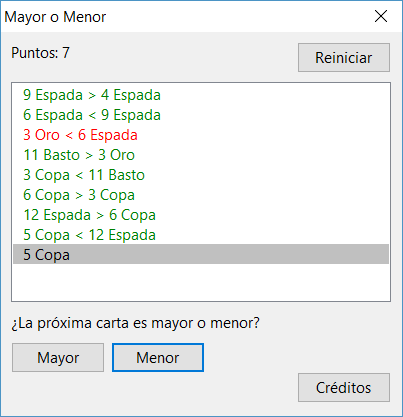 Mayor o Menor
Puntos: 7
Reiniciar
9 Espada > 4 Espada
6 Espada < 9 Espada
3 Oro < 6 Espada
11 Basto > 3 Oro
3 Copa < 11 Basto
6 Copa > 3 Copa
12 Espada > 6 Copa
5 Copa < 12 Espada
5 Copa
¿La próxima carta es mayor o menor?
Mayor
Menor
Créditos